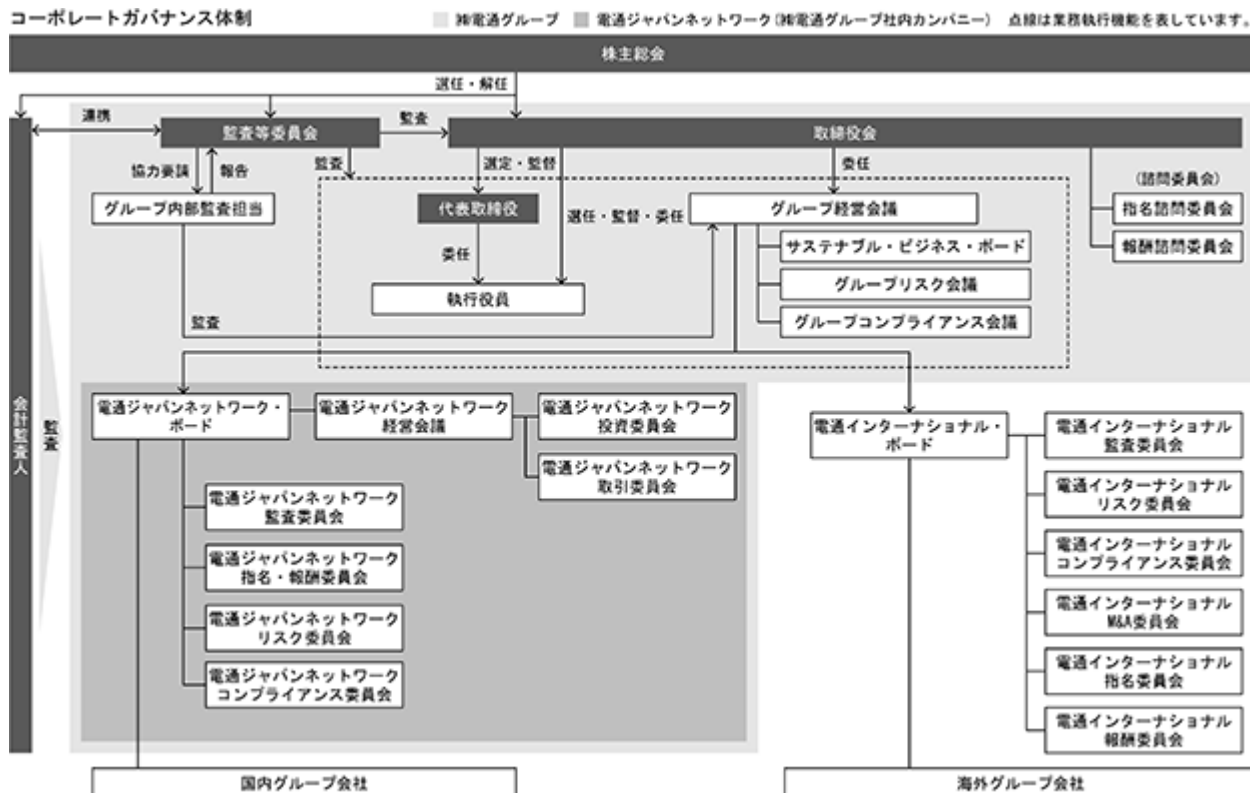 コーポレートガバナンス体制
㈱電通グループ
電通ジャパンネットワーク(㈱電通グループ社内カンパニー)
点線は業務執行機能を表しています。
株主総会
選任・解任
連携
監査等委員会
監査
取締役会
協力要請
報告
監査
選定・監督
委任
(諮問委員会)
グループ内部監査担当
代表取締役
選任・監督・委任
グループ経営会議
指名諮問委員会
報酬諮問委員会
委任
サステナブル・ビジネス・ボード
執行役員
グループリスク会議
監査
グループコンプライアンス会議
会計監査人
監査
電通ジャパンネットワーク・
ボード
電通ジャパンネットワーク
経営会議
電通ジャパンネットワーク
投資委員会
電通ジャパンネットワーク
取引委員会
電通ジャパンネットワーク
監査委員会
電通ジャパンネットワーク
指名・報酬委員会
電通ジャパンネットワーク
リスク委員会
電通ジャパンネットワーク
コンプライアンス委員会
電通インターナショナル・
ボード
電通インターナショナル
監査委員会
電通インターナショナル
リスク委員会
電通インターナショナル
コンプライアンス委員会
電通インターナショナル
M&A委員会
電通インターナショナル
指名委員会
電通インターナショナル
報酬委員会
国内グループ会社
海外グループ会社